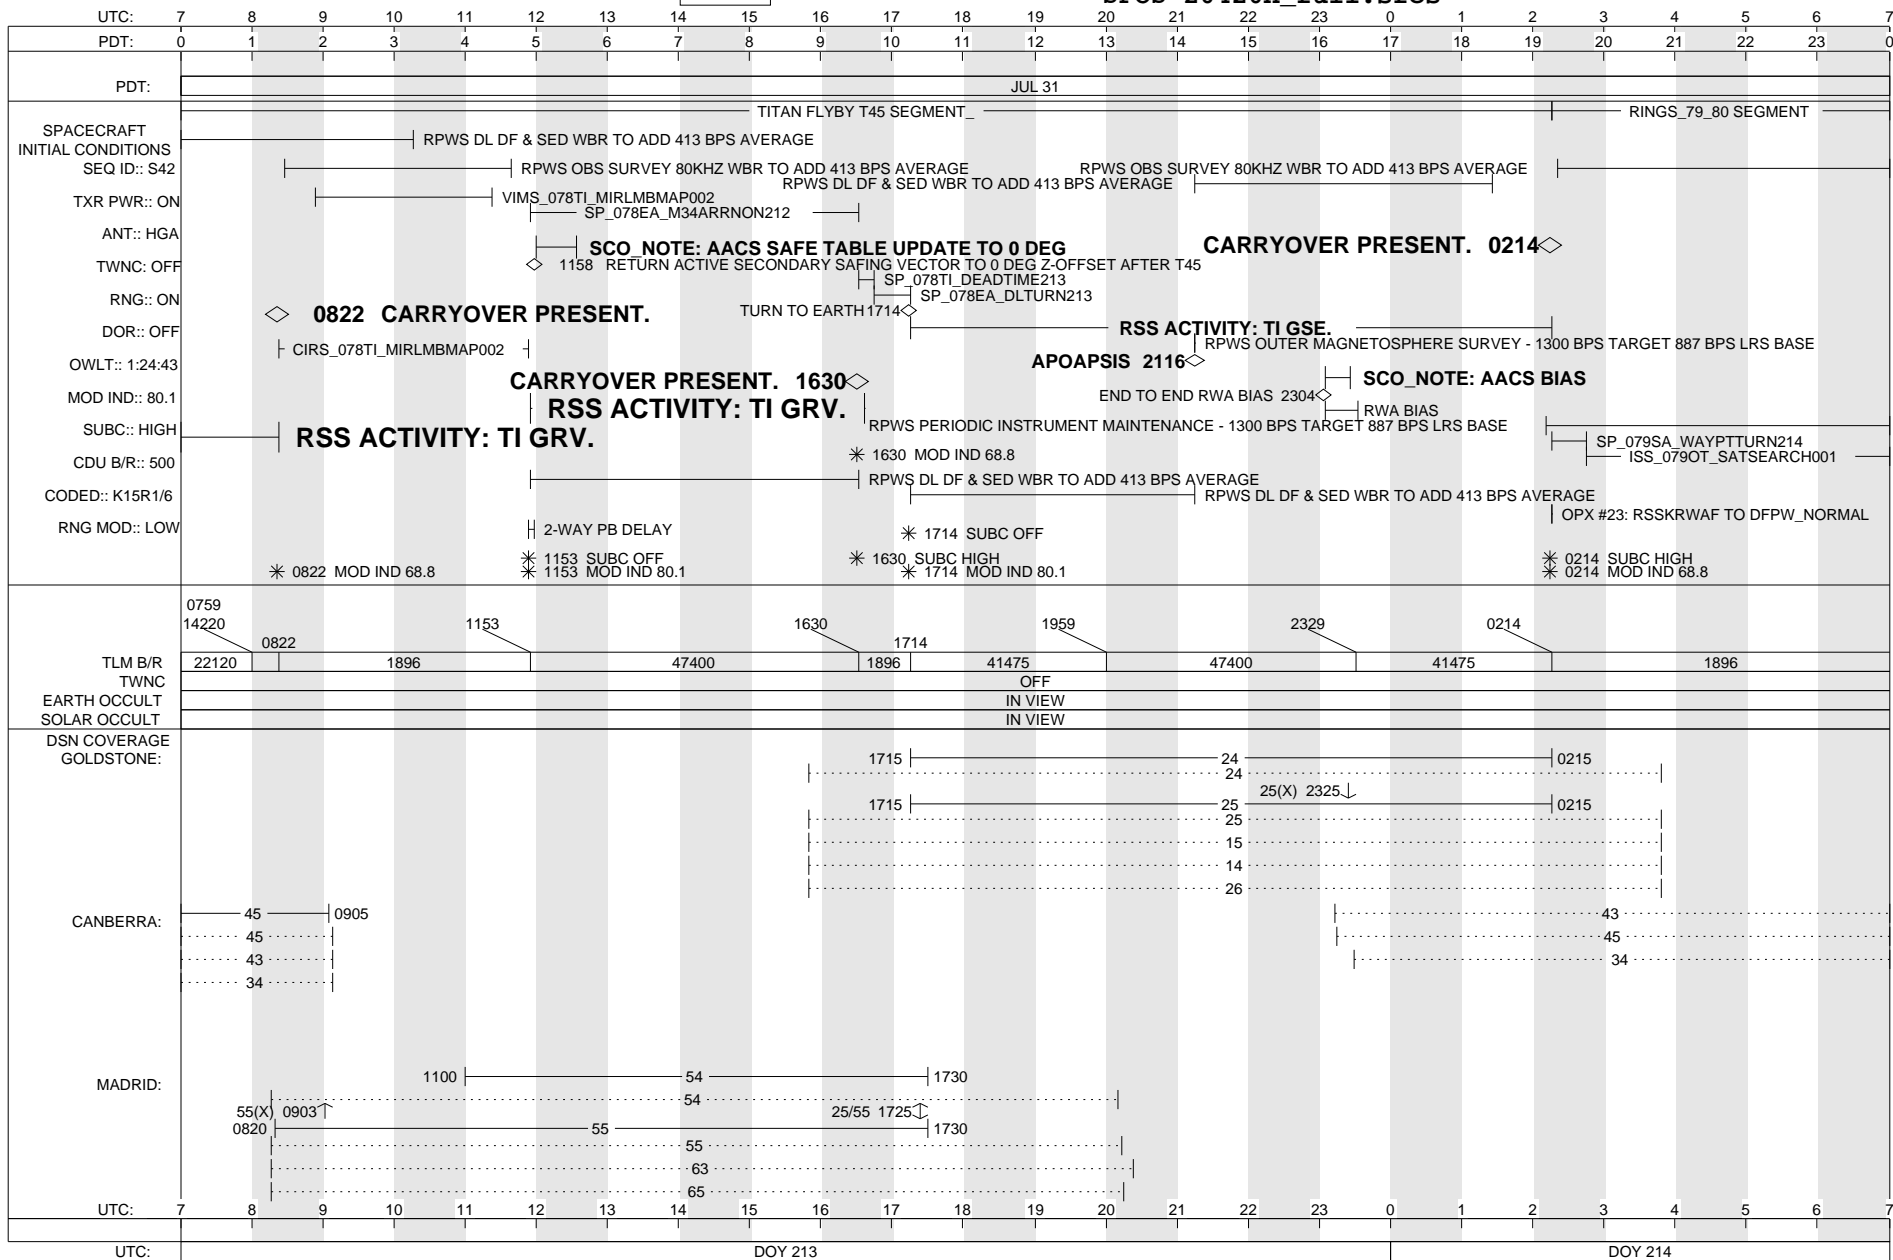 UTC: 7 8 9 10 11 12 13 14 15 16 17 18 19 20 21 22 23 0 1 2 3 4 5 6 7
PDT: 0 1 2 3 4 5 6 7 8 9 10 11 12 13 14 15 16 17 18 19 20 21 22 23 0
PDT: JUL 31
TITAN FLYBY T45 SEGMENT_ RINGS_79_80 SEGMENT
SPACECRAFT
INITIAL CONDITIONS
RPWS DL DF & SED WBR TO ADD 413 BPS AVERAGE
SEQ ID:: S42
RPWS OBS SURVEY 80KHZ WBR TO ADD 413 BPS AVERAGE RPWS OBS SURVEY 80KHZ WBR TO ADD 413 BPS AVERAGE
RPWS DL DF & SED WBR TO ADD 413 BPS AVERAGE
TXR PWR:: ON
VIMS_078TI_MIRLMBMAP002
SP_078EA_M34ARRNON212
ANT:: HGA
SCO_NOTE: AACS SAFE TABLE UPDATE TO 0 DEG
CARRYOVER PRESENT. 0214
TWNC: OFF
1158 RETURN ACTIVE SECONDARY SAFING VECTOR TO 0 DEG Z-OFFSET AFTER T45
SP_078TI_DEADTIME213
RNG:: ON
SP_078EA_DLTURN213
TURN TO EARTH 1714
0822 CARRYOVER PRESENT.
DOR:: OFF
RSS ACTIVITY: TI GSE.
RPWS OUTER MAGNETOSPHERE SURVEY - 1300 BPS TARGET 887 BPS LRS BASE
CIRS_078TI_MIRLMBMAP002
OWLT:: 1:24:43
APOAPSIS 2116
CARRYOVER PRESENT. 1630
SCO_NOTE: AACS BIAS
MOD IND:: 80.1
END TO END RWA BIAS 2304
RSS ACTIVITY: TI GRV.
RWA BIAS
RPWS PERIODIC INSTRUMENT MAINTENANCE - 1300 BPS TARGET 887 BPS LRS BASE
SUBC:: HIGH
RSS ACTIVITY: TI GRV.
SP_079SA_WAYPTTURN214
1630 MOD IND 68.8
ISS_079OT_SATSEARCH001
CDU B/R:: 500
RPWS DL DF & SED WBR TO ADD 413 BPS AVERAGE
CODED:: K15R1/6
RPWS DL DF & SED WBR TO ADD 413 BPS AVERAGE
OPX #23: RSSKRWAF TO DFPW_NORMAL
RNG MOD:: LOW
2-WAY PB DELAY
1714 SUBC OFF
1153 SUBC OFF 1630 SUBC HIGH 0214 SUBC HIGH
0822 MOD IND 68.8 1153 MOD IND 80.1 1714 MOD IND 80.1 0214 MOD IND 68.8
0759
14220 1153 1630 1959 2329 0214
0822 1714
TLM B/R 22120 1896 47400 1896 41475 47400 41475 1896
TWNC OFF
EARTH OCCULT IN VIEW
SOLAR OCCULT IN VIEW
DSN COVERAGE
GOLDSTONE: 1715 24 0215
24
25(X) 2325
1715 25 0215
25
15
14
26
CANBERRA: 45 0905 43
45 45
43 34
34
MADRID: 1100 54 1730
54
55(X) 0903 25/55 1725
0820 55 1730
55
63
65
UTC: 7 8 9 10 11 12 13 14 15 16 17 18 19 20 21 22 23 0 1 2 3 4 5 6 7
UTC: DOY 213 DOY 214